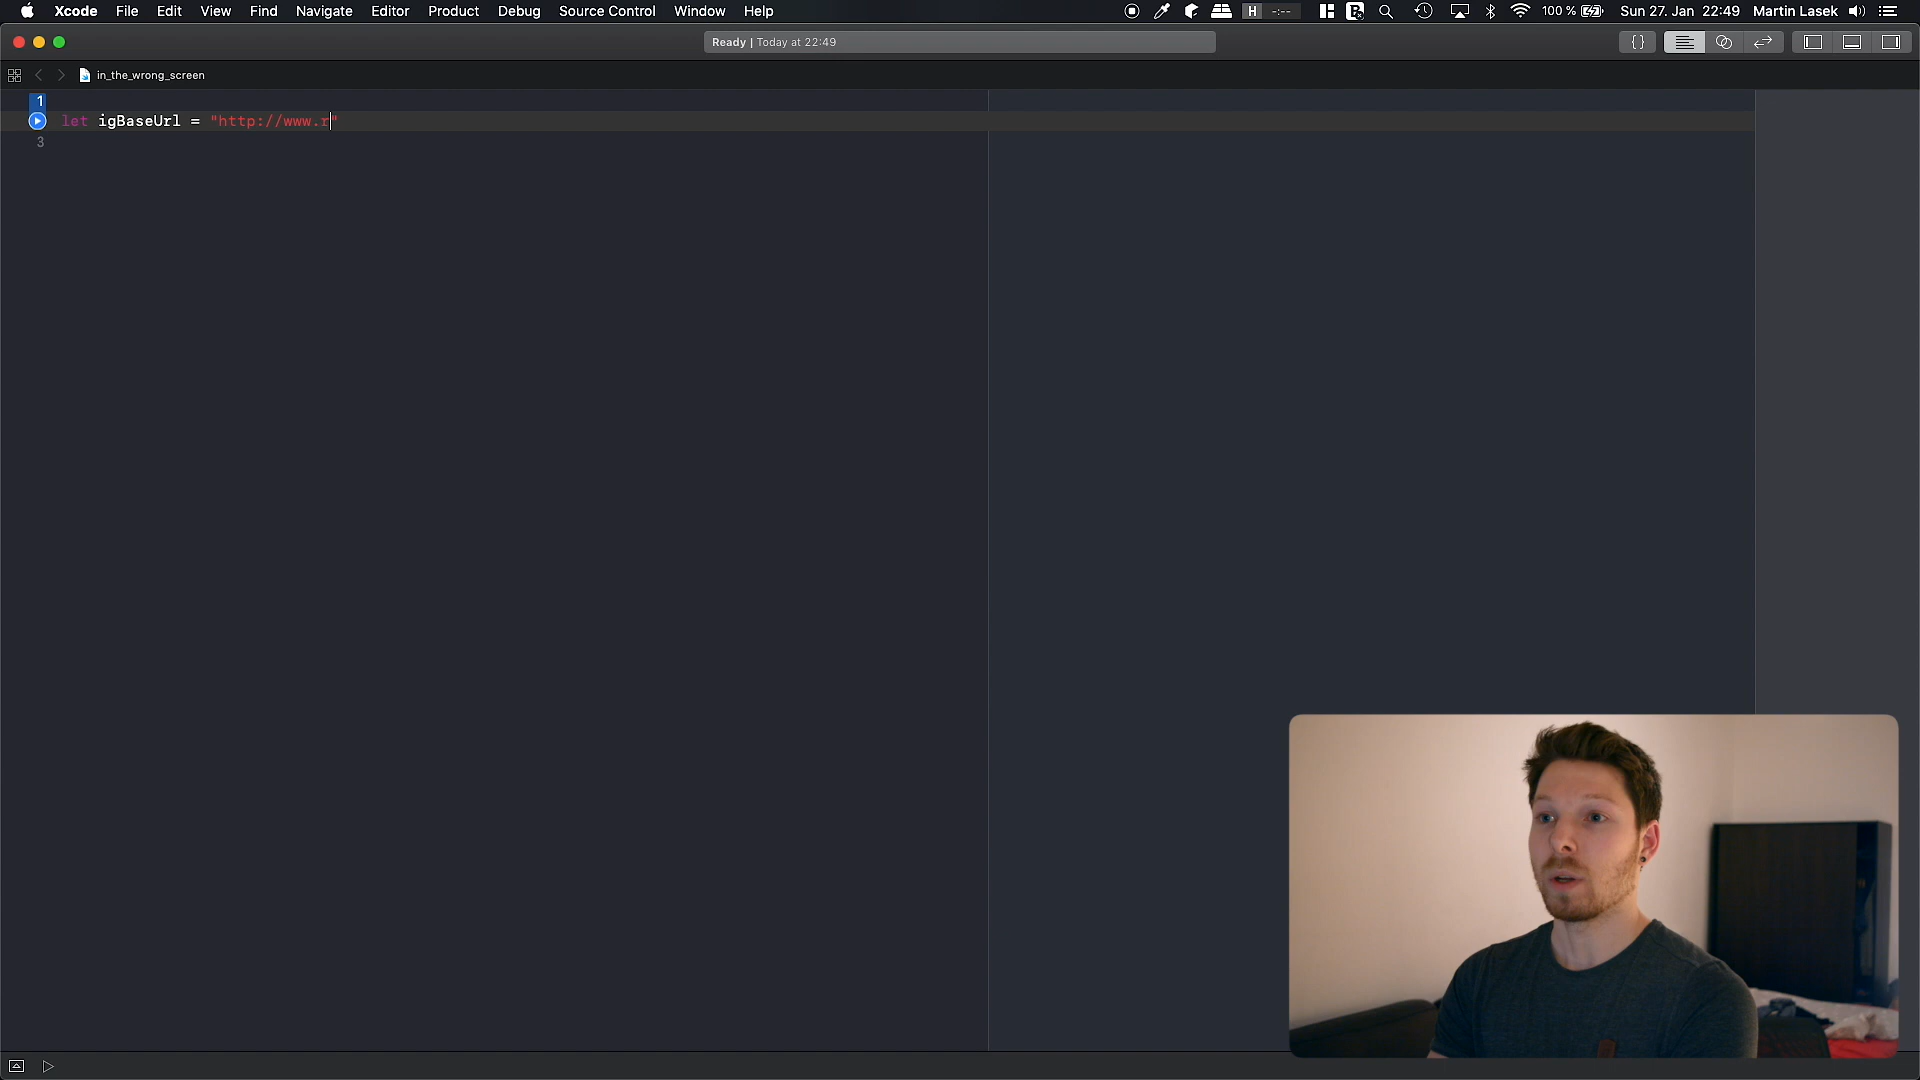 Xcode File Edit View Find Navigate Editor Product Debug Source Control Window Help H -:-- 100 % Sun 27. Jan 22:49 Martin Lasek
Ready | Today at 22:49 {}
in_the_wrong_screen
1
let igBaseUrl = "http://www.r"
3